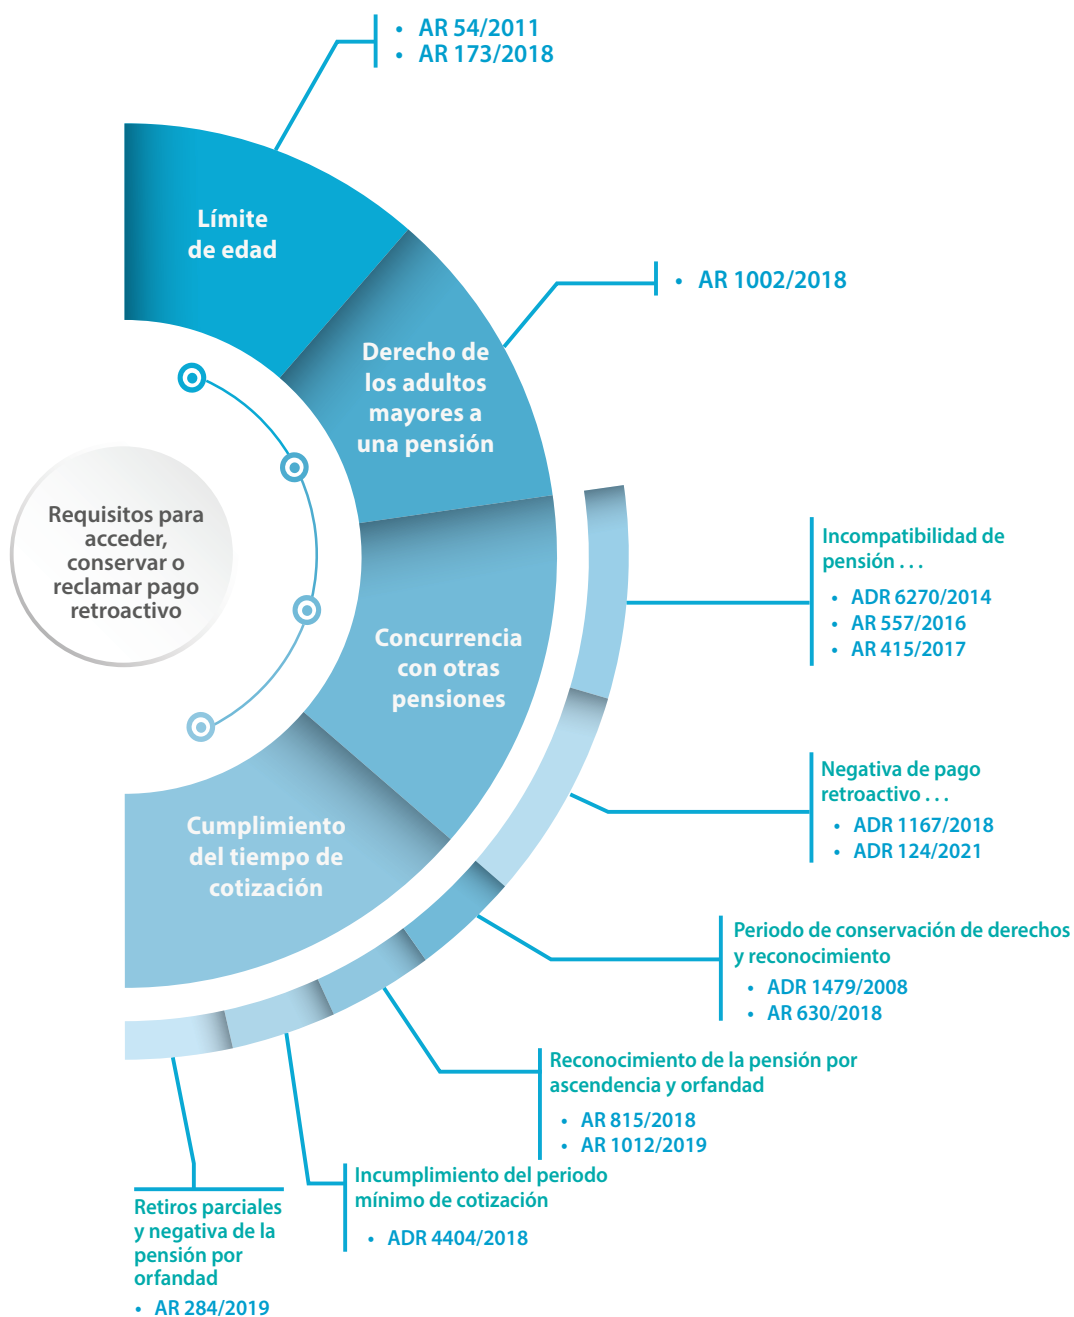 • AR 54/2011
• AR 173/2018
Límite
de edad
• AR 1002/2018
Derecho de
los adultos
mayores a
una pensión
Requisitos para
acceder,
conservar o
reclamar pago
retroactivo
Incompatibilidad de
pensión . . .
• ADR 6270/2014
• AR 557/2016
• AR 415/2017
Concurrencia
con otras
pensiones
Negativa de pago
retroactivo . . .
• ADR 1167/2018
• ADR 124/2021
Cumplimiento
del tiempo de
cotización
Periodo de conservación de derechos
y reconocimiento
• ADR 1479/2008
• AR 630/2018
Reconocimiento de la pensión por
ascendencia y orfandad
• AR 815/2018
• AR 1012/2019
Incumplimiento del periodo
mínimo de cotización
• ADR 4404/2018
Retiros parciales
y negativa de la
pensión por
orfandad
• AR 284/2019